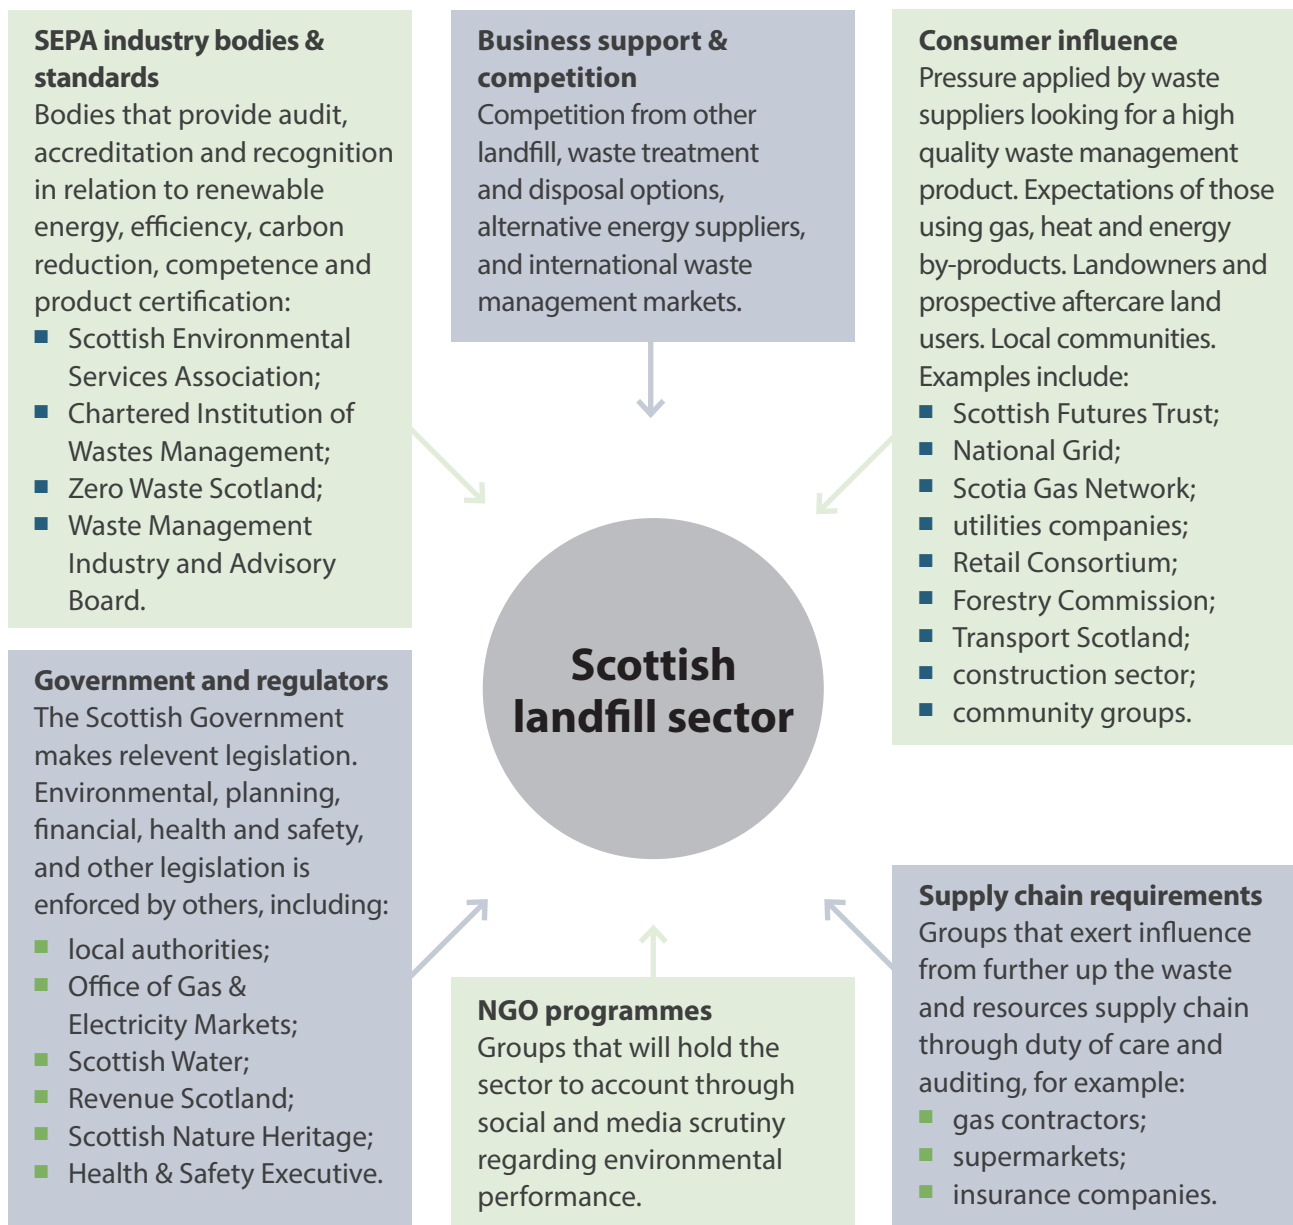 SEPA industry bodies &
standards
Bodies that provide audit,
accreditation and recognition
in relation to renewable
energy, efficiency, carbon
reduction, competence and
product certification:
Scottish Environmental
Services Association;
Chartered Institution of
Wastes Management;
Zero Waste Scotland;
Waste Management
Industry and Advisory
Board.
Business support &
competition
Competition from other
landfill, waste treatment
and disposal options,
alternative energy suppliers,
and international waste
management markets.
Consumer influence
Pressure applied by waste
suppliers looking for a high
quality waste management
product. Expectations of those
using gas, heat and energy
by-products. Landowners and
prospective aftercare land
users. Local communities.
Examples include:
Scottish Futures Trust;
National Grid;
Scotia Gas Network;
utilities companies;
Retail Consortium;
Forestry Commission;
Transport Scotland;
construction sector;
community groups.
Scottish
landfill sector
Government and regulators
The Scottish Government
makes relevent legislation.
Environmental, planning,
financial, health and safety,
and other legislation is
enforced by others, including:
local authorities;
Office of Gas &
Electricity Markets;
Scottish Water;
Revenue Scotland;
Scottish Nature Heritage;
Health & Safety Executive.
NGO programmes
Groups that will hold the
sector to account through
social and media scrutiny
regarding environmental
performance.
Supply chain requirements
Groups that exert influence
from further up the waste
and resources supply chain
through duty of care and
auditing, for example:
gas contractors;
supermarkets;
insurance companies.